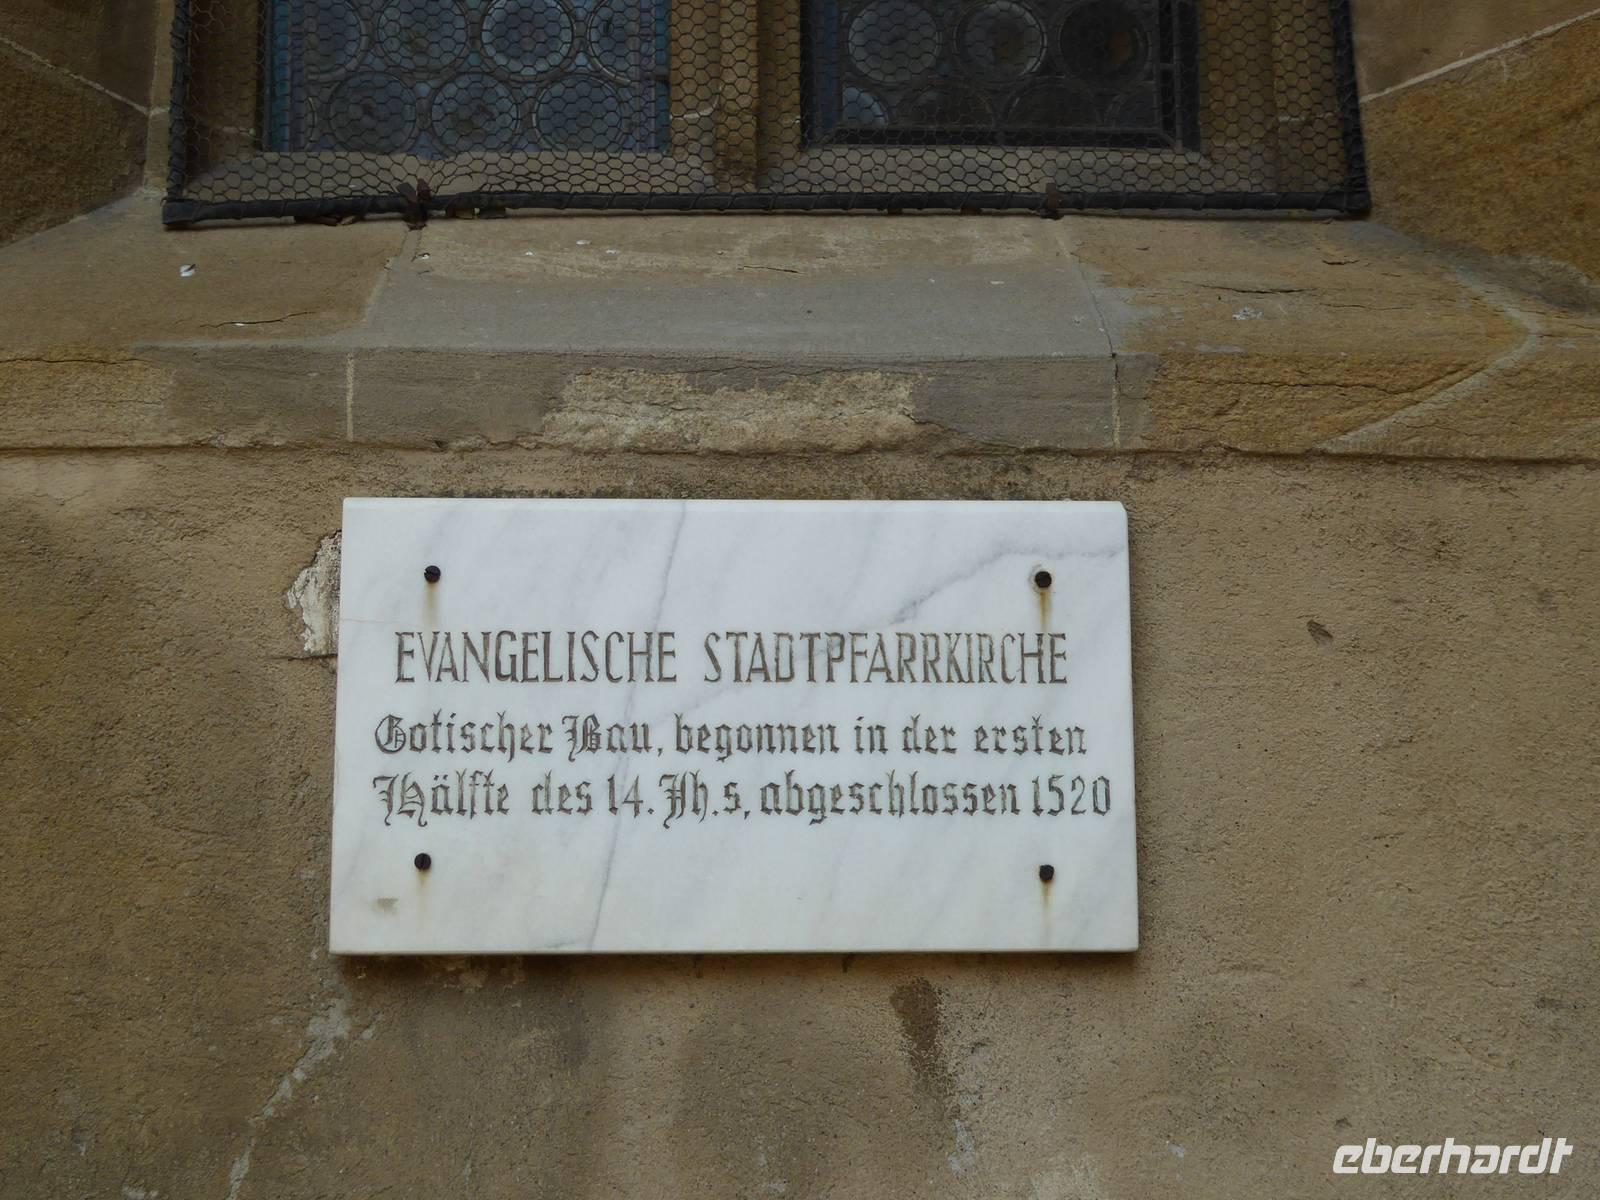 EVANGELISCHE STADTPFARRKIRCHE
Gotischer Bau, begonnen in der ersten
Hälfte des 14. Jh.s, abgeschlossen 1520
eberhardt